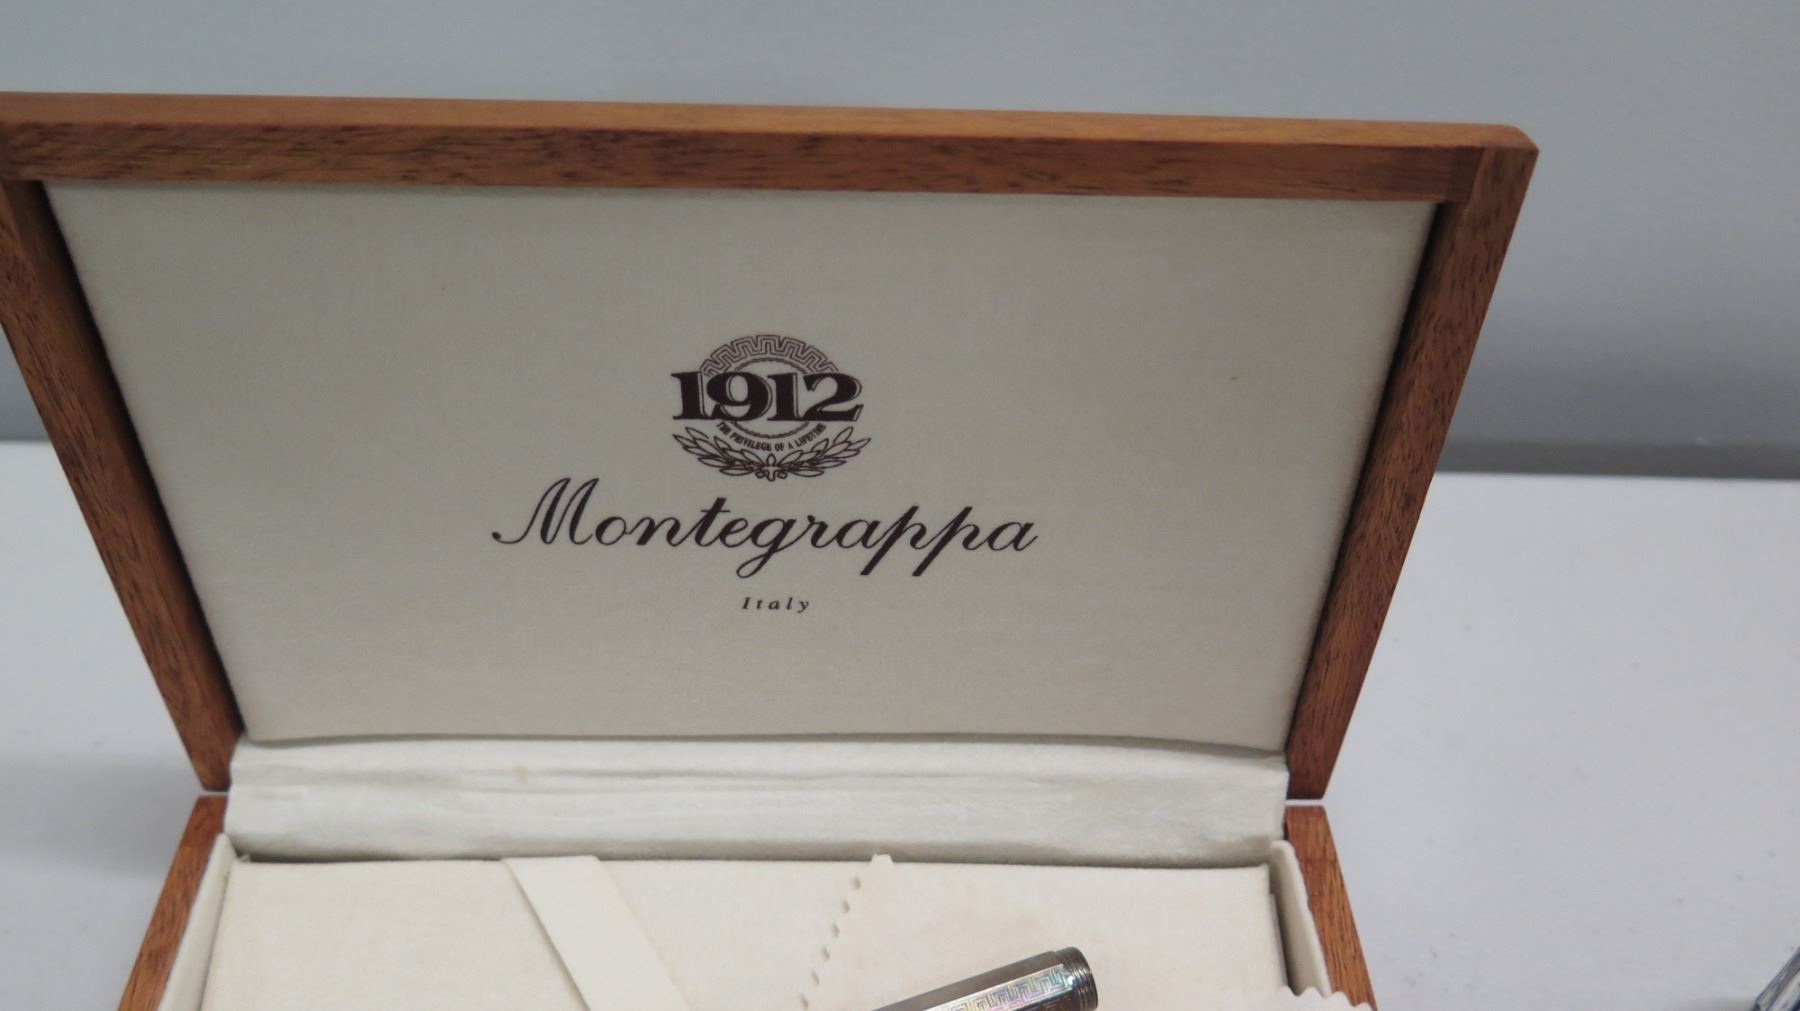 1912
THE PRIVILEGE OF A LIFETIME
Montegrappa
Italy